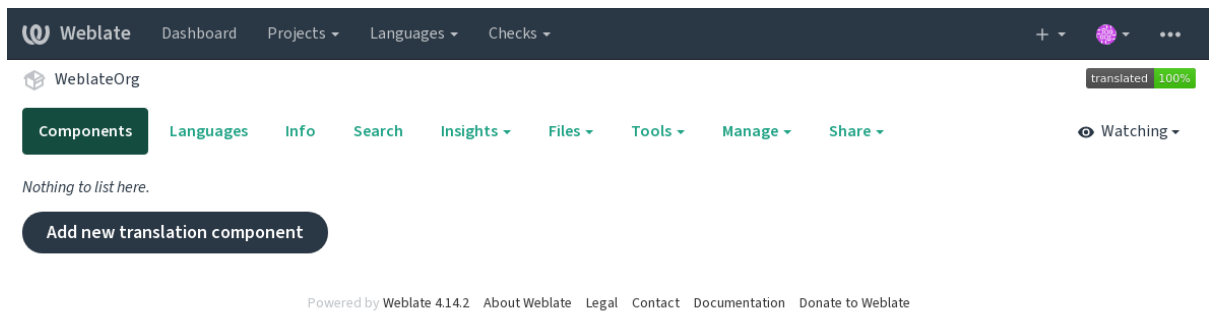 Weblate Dashboard Projects Languages Checks
WeblateOrg translated 100%
Components Languages Info Search Insights Files Tools Manage Share Watching
Nothing to list here.
Add new translation component
Powered by Weblate 4.14.2 About Weblate Legal Contact Documentation Donate to Weblate